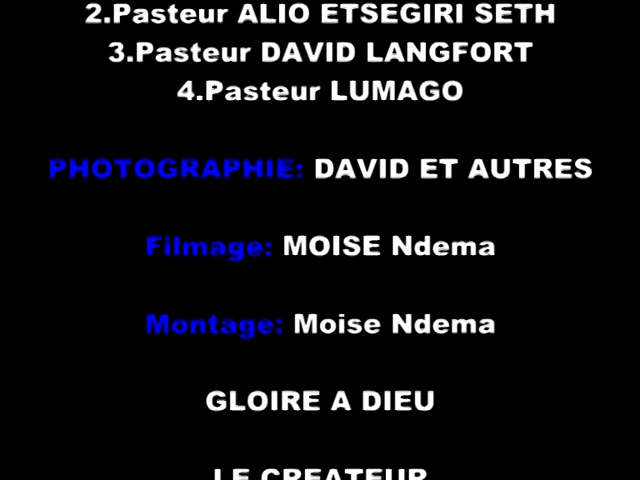 2.Pasteur ALIO ETSEGIRI SETH
3.Pasteur DAVID LANGFORT
4.Pasteur LUMAGO
PHOTOGRAPHIE: DAVID ET AUTRES
Filmage: MOISE Ndema
Montage: Moise Ndema
GLOIRE A DIEU
LE CREATEUR